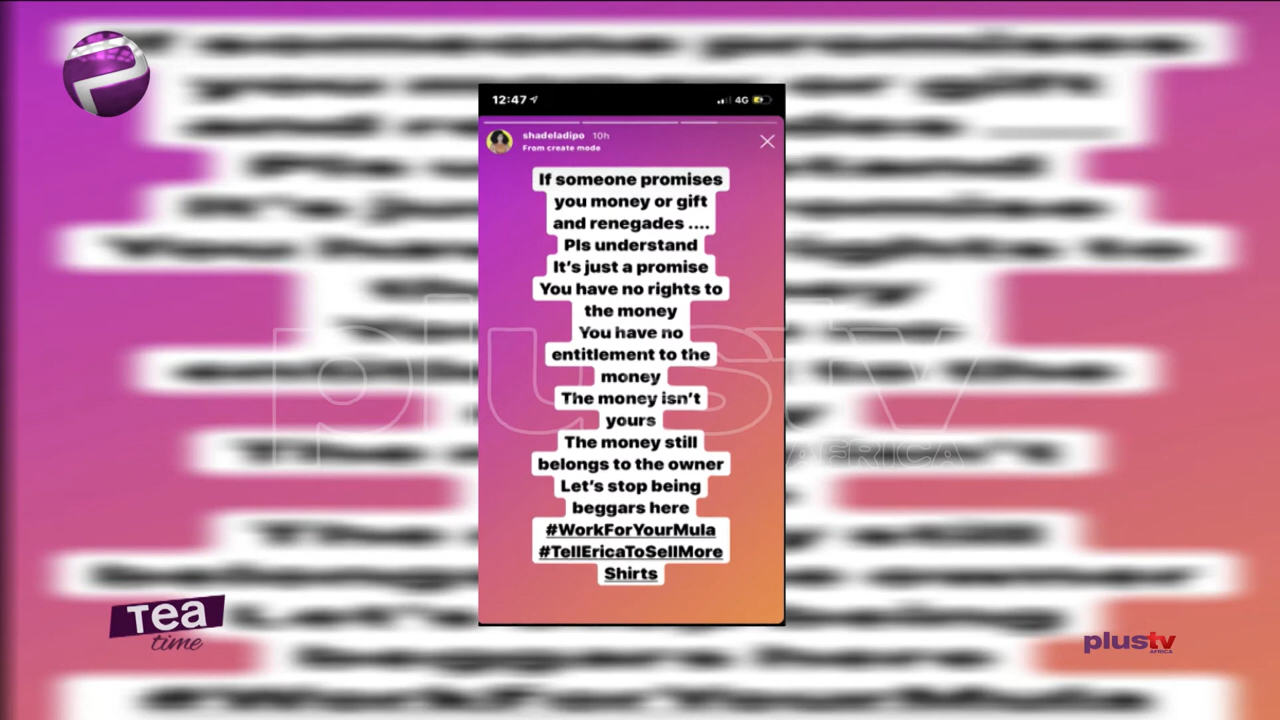 12:47
4G
shadeladipo 10h
From create mode
If someone promises
you money or gift
and renegades ....
Pls understand
It's just a promise
You have no rights to
the money
You have no
entitlement to the
money
The money isn't
yours
The money still
belongs to the owner
Let's stop being
beggars here
#WorkForYourMula
#TellEricaToSellMore
Shirts
plustv
AFRICA
Tea
time
plustv
AFRICA